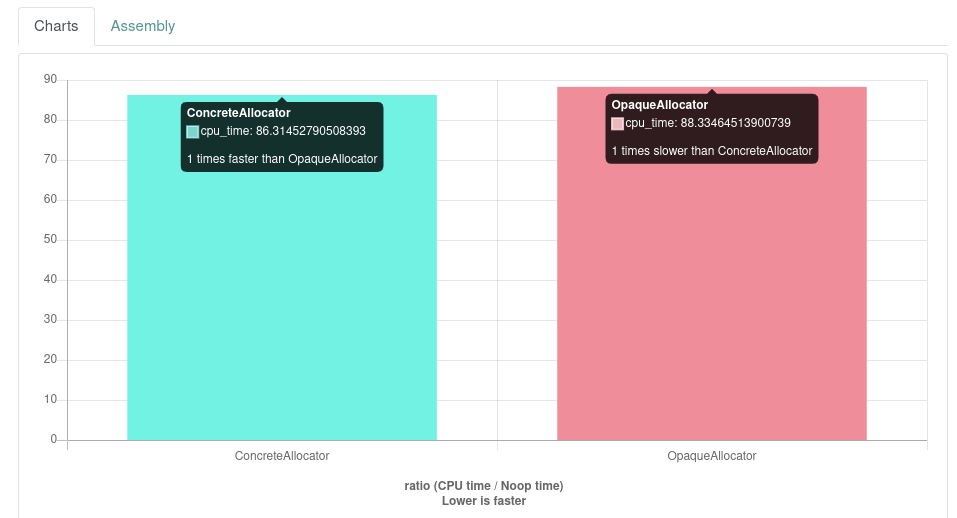 Charts
Assembly
90
80
70
60
50
40
30
20
10
0
ConcreteAllocator
cpu_time: 86.31452790508393
1 times faster than OpaqueAllocator
OpaqueAllocator
cpu_time: 88.33464513900739
1 times slower than ConcreteAllocator
ConcreteAllocator
OpaqueAllocator
ratio (CPU time / Noop time)
Lower is faster